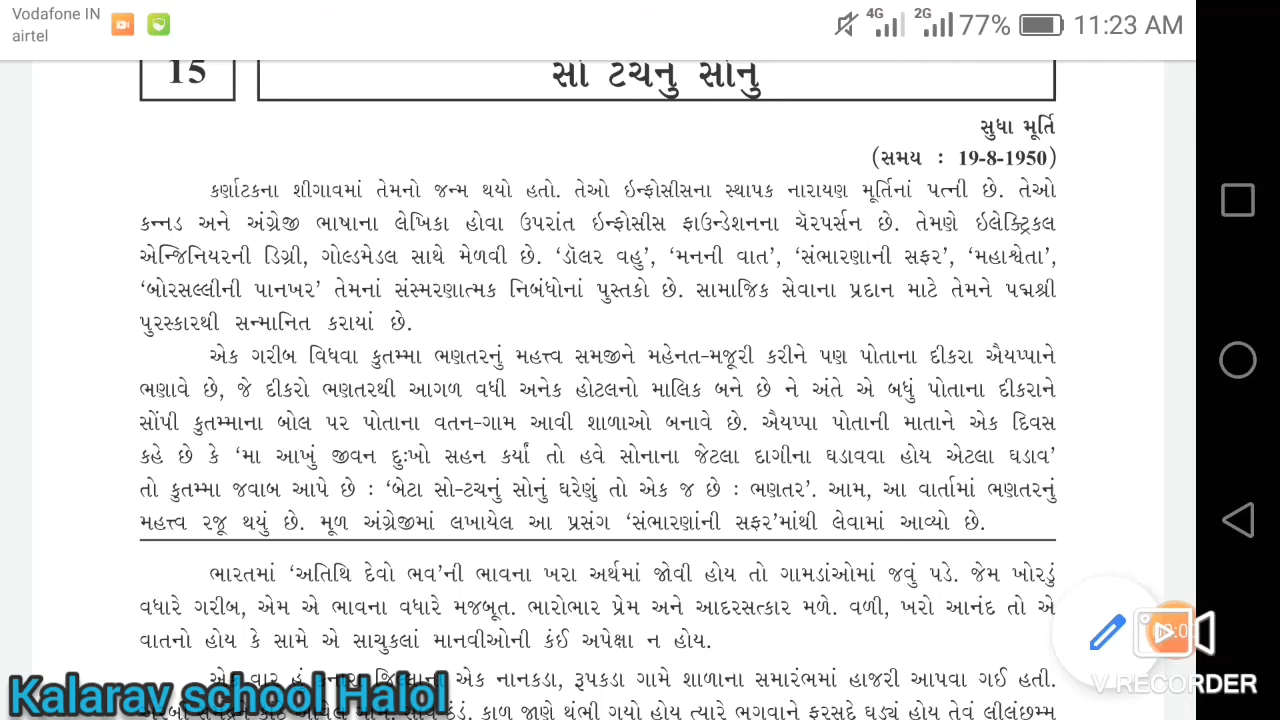 Vodafone IN
airtel
4G 2G 77% 11:23 AM
15 સો ટચનું સોનું
સુધા મૂર્તિ
(સમય : 19-8-1950)
કર્ણાટકના શીગાવમાં તેમનો જન્મ થયો હતો. તેઓ ઇન્ફોસીસના સ્થાપક નારાયણ મૂર્તિનાં પત્ની છે. તેઓ
કન્નડ અને અંગ્રેજી ભાષાના લેખિકા હોવા ઉપરાંત ઇન્ફોસીસ ફાઉન્ડેશનના ચૅરપર્સન છે. તેમણે ઇલેક્ટ્રિકલ
એન્જિનિયરની ડિગ્રી, ગોલ્ડમેડલ સાથે મેળવી છે. ‘ડૉલર વહુ’, ‘મનની વાત’, ‘સંભારણાની સફર’, ‘મહાશ્વેતા’,
‘બોરસલ્લીની પાનખર’ તેમનાં સંસ્મરણાત્મક નિબંધોનાં પુસ્તકો છે. સામાજિક સેવાના પ્રદાન માટે તેમને પદ્મશ્રી
પુરસ્કારથી સન્માનિત કરાયાં છે.
એક ગરીબ વિધવા કુતમ્મા ભણતરનું મહત્ત્વ સમજીને મહેનત-મજૂરી કરીને પણ પોતાના દીકરા ઐયપ્પાને
ભણાવે છે, જે દીકરો ભણતરથી આગળ વધી અનેક હોટલનો માલિક બને છે ને અંતે એ બધું પોતાના દીકરાને
સોંપી કુતમ્માના બોલ પર પોતાના વતન-ગામ આવી શાળાઓ બનાવે છે. ઐયપ્પા પોતાની માતાને એક દિવસ
કહે છે કે ‘મા આખું જીવન દુઃખો સહન કર્યાં તો હવે સોનાના જેટલા દાગીના ઘડાવવા હોય એટલા ઘડાવ’
તો કુતમ્મા જવાબ આપે છે : ‘બેટા સો-ટચનું સોનું ઘરેણું તો એક જ છે : ભણતર’. આમ, આ વાર્તામાં ભણતરનું
મહત્ત્વ રજૂ થયું છે. મૂળ અંગ્રેજીમાં લખાયેલ આ પ્રસંગ ‘સંભારણાંની સફર’માંથી લેવામાં આવ્યો છે.
ભારતમાં ‘અતિથિ દેવો ભવ’ની ભાવના ખરા અર્થમાં જોવી હોય તો ગામડાંઓમાં જવું પડે. જેમ ખોરડું
વધારે ગરીબ, એમ એ ભાવના વધારે મજબૂત. ભારોભાર પ્રેમ અને આદરસત્કાર મળે. વળી, ખરો આનંદ તો એ
વાતનો હોય કે સામે એ સાચુકલાં માનવીઓની કંઈ અપેક્ષા ન હોય.
વાર હું જિલ્લાના એક નાનકડા, રૂપકડા ગામે શાળાના સમારંભમાં હાજરી આપવા ગઈ હતી.
કાળ જાણે થંભી ગયો હોય ત્યારે ભગવાને ફુરસદે ઘડ્યું હોય તેવું લીલુંછમ્મ
Kalarav school Halol
V RECORDER